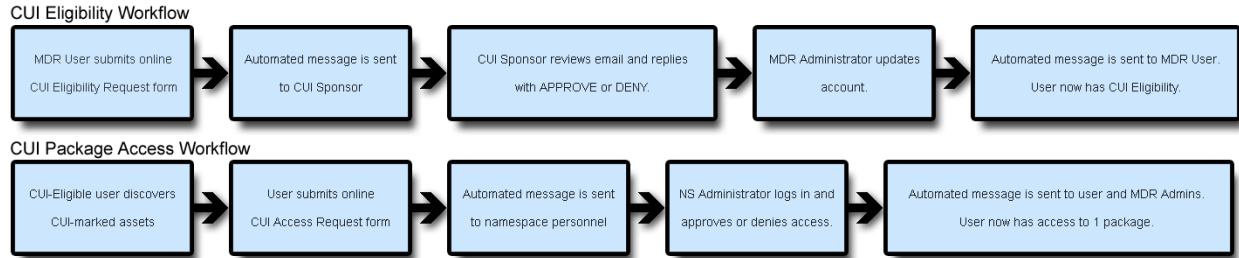 CUI Eligibility Workflow
MDR User submits online
CUI Eligibility Request form
Automated message is sent
to CUI Sponsor
CUI Sponsor reviews email and replies
with APPROVE or DENY.
MDR Administrator updates
account.
Automated message is sent to MDR User.
User now has CUI Eligibility.
CUI Package Access Workflow
CUI-Eligible user discovers
CUI-marked assets
User submits online
CUI Access Request form
Automated message is sent
to namespace personnel
NS Administrator logs in and
approves or denies access.
Automated message is sent to user and MDR Admins.
User now has access to 1 package.